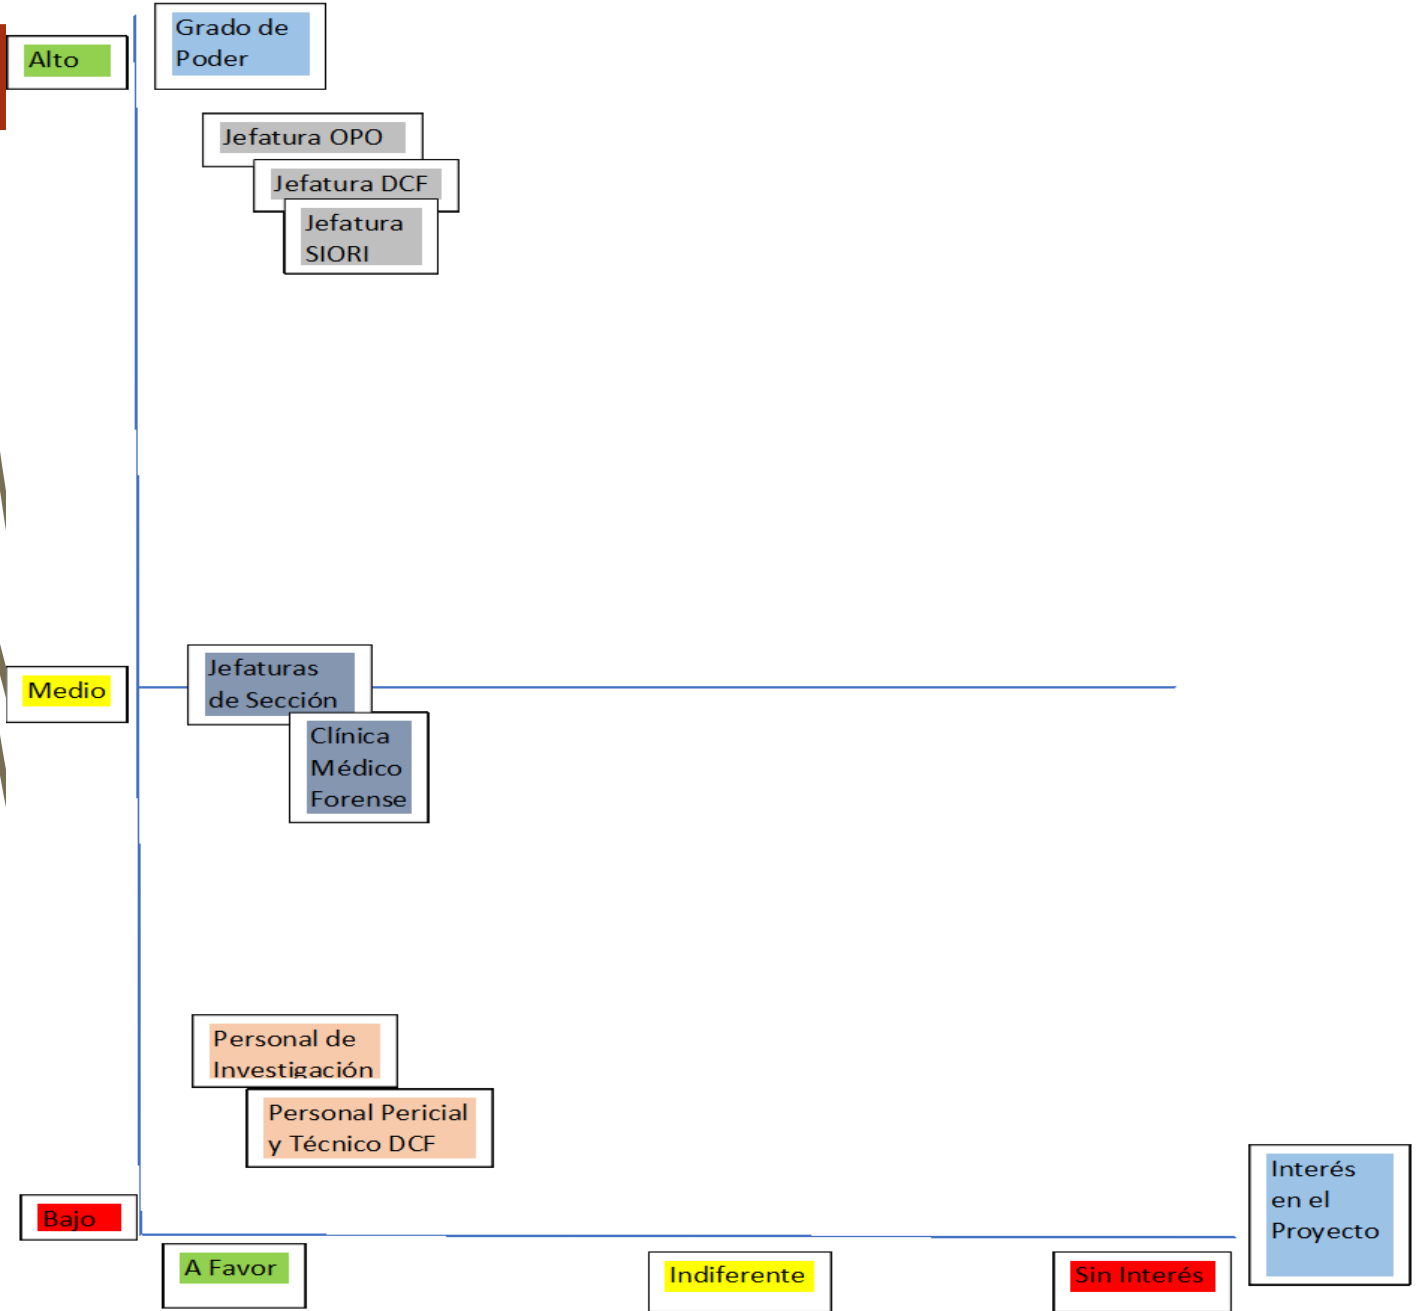 Grado de
Poder
Alto
Jefatura OPO
Jefatura DCF
Jefatura
SIORI
Jefaturas
de Sección
Medio
Clínica
Médico
Forense
Personal de
Investigación
Personal Pericial
y Técnico DCF
Interés
en el
Proyecto
Bajo
A Favor
Indiferente
Sin Interés